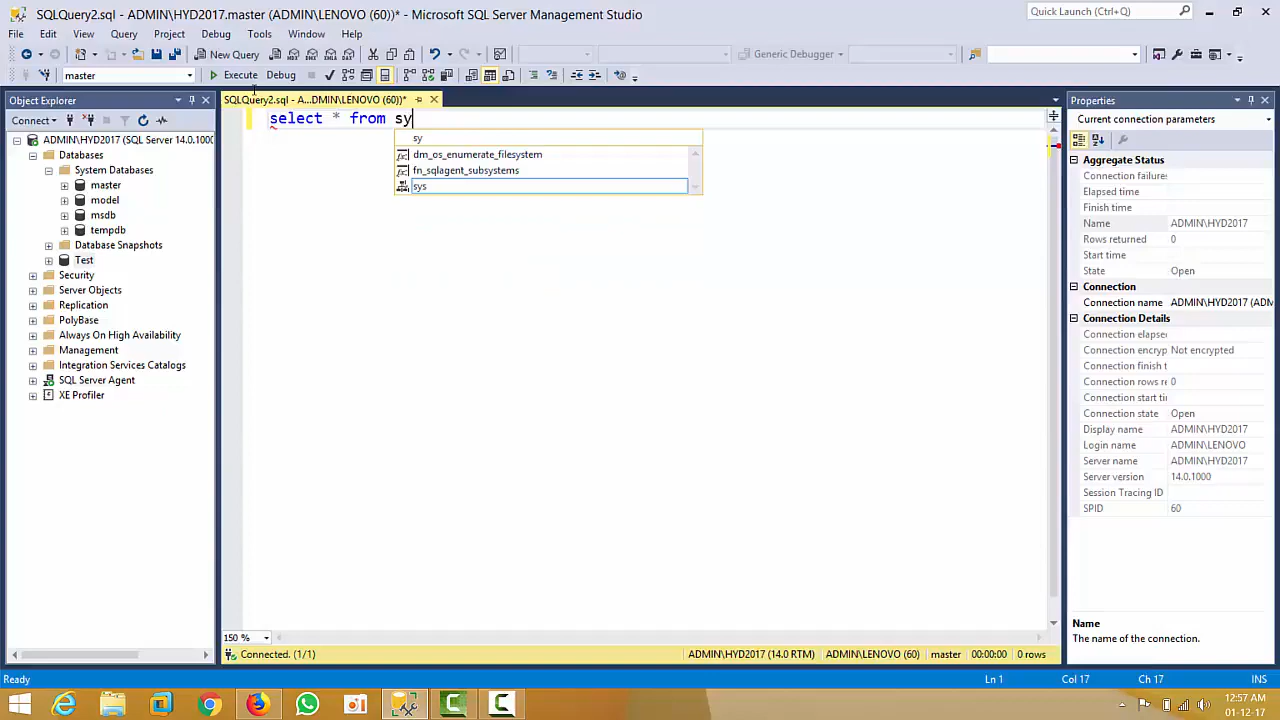 SQLQuery2.sql - ADMIN\HYD2017.master (ADMIN\LENOVO (60))* - Microsoft SQL Server Management Studio
Quick Launch (Ctrl+Q)
File Edit View Query Project Debug Tools Window Help
New Query
Generic Debugger
master
Execute Debug
Object Explorer
SQLQuery2.sql - A...DMIN\LENOVO (60))*
Properties
Connect
Current connection parameters
select * from sy
sy
dm_os_enumerate_filesystem
fn_sqlagent_subsystems
sys
ADMIN\HYD2017 (SQL Server 14.0.1000
Databases
System Databases
master
model
msdb
tempdb
Database Snapshots
Test
Security
Server Objects
Replication
PolyBase
Always On High Availability
Management
Integration Services Catalogs
SQL Server Agent
XE Profiler
Aggregate Status
Connection failures
Elapsed time
Finish time
Name ADMIN\HYD2017
Rows returned 0
Start time
State Open
Connection
Connection name ADMIN\HYD2017 (ADM
Connection Details
Connection elapse
Connection encryp Not encrypted
Connection finish t
Connection rows re 0
Connection start ti
Connection state Open
Display name ADMIN\HYD2017
Login name ADMIN\LENOVO
Server name ADMIN\HYD2017
Server version 14.0.1000
Session Tracing ID
SPID 60
Name
The name of the connection.
150 %
Connected. (1/1) ADMIN\HYD2017 (14.0 RTM) ADMIN\LENOVO (60) master 00:00:00 0 rows
Ready Ln 1 Col 17 Ch 17 INS
12:57 AM
01-12-17